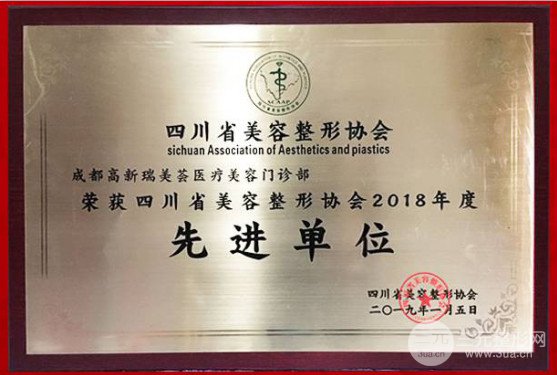 SCAAP
四川省美容整形协会
sichuan Association of Aesthetics and piastics
成都高新瑞美荟医疗美容门诊部
荣获四川省美容整形协会2018年度
先进单位
四川省美容整形协会
二〇一九年一月五日
3ua.cn